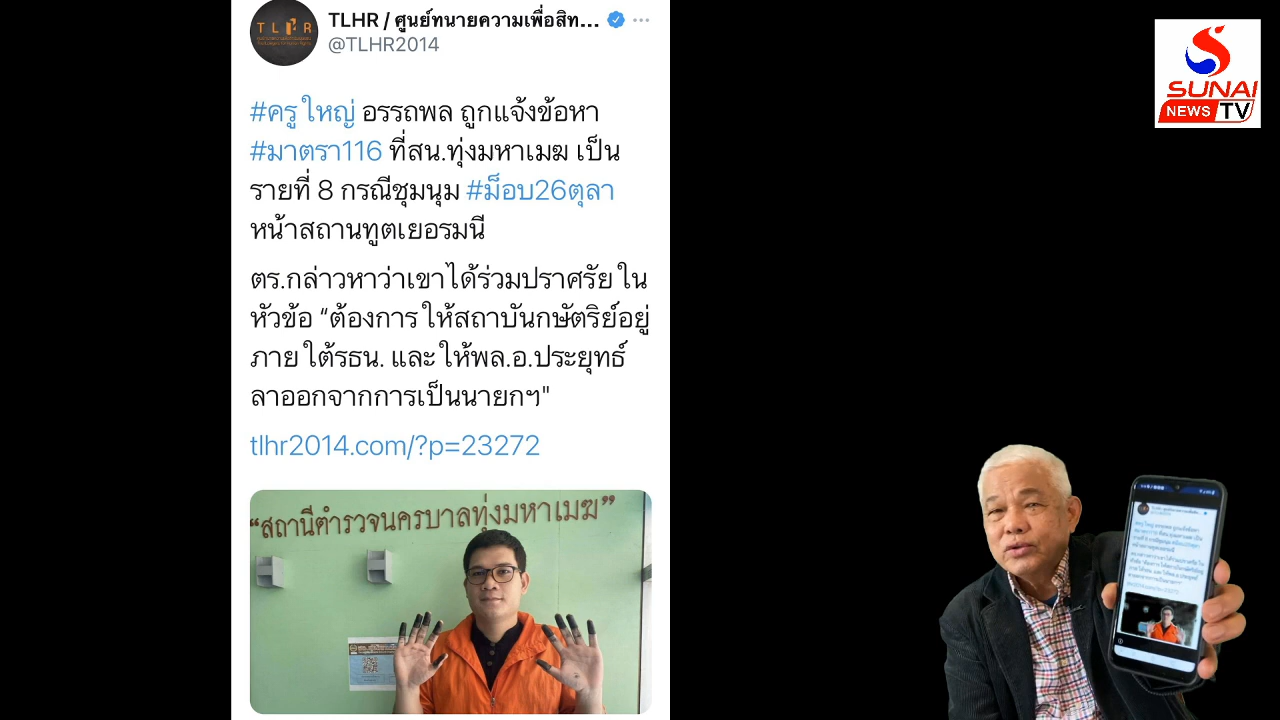 TLHR
TLHR / ศูนย์ทนายความเพื่อสิท...
@TLHR2014
#ครูใหญ่ อรรถพล ถูกแจ้งข้อหา
#มาตรา116 ที่สน.ทุ่งมหาเมฆ เป็น
รายที่ 8 กรณีชุมนุม #ม็อบ26ตุลา
หน้าสถานทูตเยอรมนี
ตร.กล่าวหาว่าเขาได้ร่วมปราศรัยใน
หัวข้อ “ต้องการให้สถาบันกษัตริย์อยู่
ภายใต้รธน. และให้พล.อ.ประยุทธ์
ลาออกจากการเป็นนายกฯ"
tlhr2014.com/?p=23272
“สถานีตำรวจนครบาลทุ่งมหาเมฆ”
SUNAI
NEWS TV